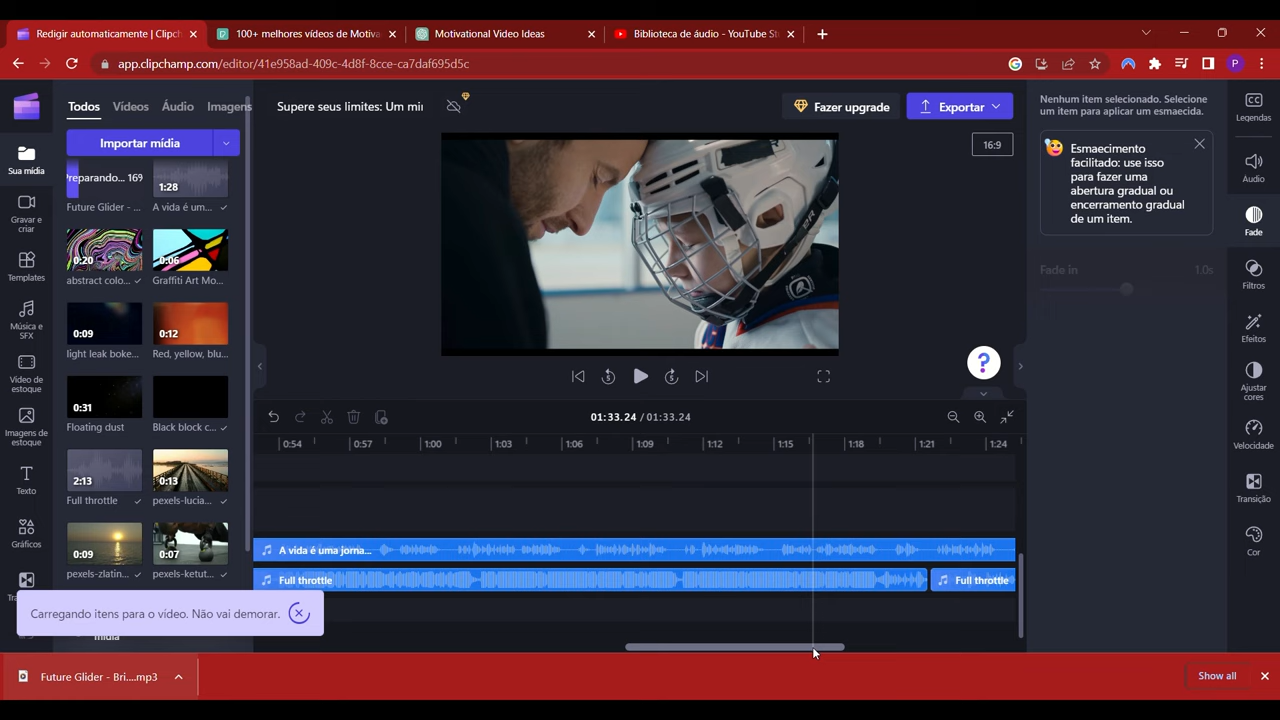 Redigir automaticamente | Clipch
100+ melhores vídeos de Motiva
Motivational Video Ideas
Biblioteca de áudio - YouTube St
app.clipchamp.com/editor/41e958ad-409c-4d8f-8cce-ca7daf695d5c
P
Todos
Vídeos
Áudio
Imagens
Supere seus limites: Um mi
Fazer upgrade
Exportar
Nenhum item selecionado. Selecione
um item para aplicar um esmaecida.
Legendas
Importar mídia
16:9
Esmaecimento
facilitado: use isso
para fazer uma
abertura gradual ou
encerramento gradual
de um item.
Sua mídia
Preparando... 169
1:28
Future Glider - ...
A vida é um...
Áudio
Gravar e
criar
0:20
0:06
abstract colo...
Graffiti Art Mo...
Fade
Templates
Fade in
1.0s
Filtros
Música e
SFX
0:09
0:12
light leak boke...
Red, yellow, blu...
Efeitos
Vídeo de
estoque
0:31
Floating dust
Black block c...
?
Ajustar
cores
Imagens de
estoque
01:33.24 / 01:33.24
0:54
0:57
1:00
1:03
1:06
1:09
1:12
1:15
1:18
1:21
1:24
Velocidade
Texto
2:13
0:13
Full throttle
pexels-lucia...
Transição
Gráficos
0:09
0:07
pexels-zlatin...
pexels-ketut...
A vida é uma jorna...
Full throttle
Full throttle
Cor
Carregando itens para o vídeo. Não vai demorar.
mídia
Future Glider - Bri....mp3
Show all